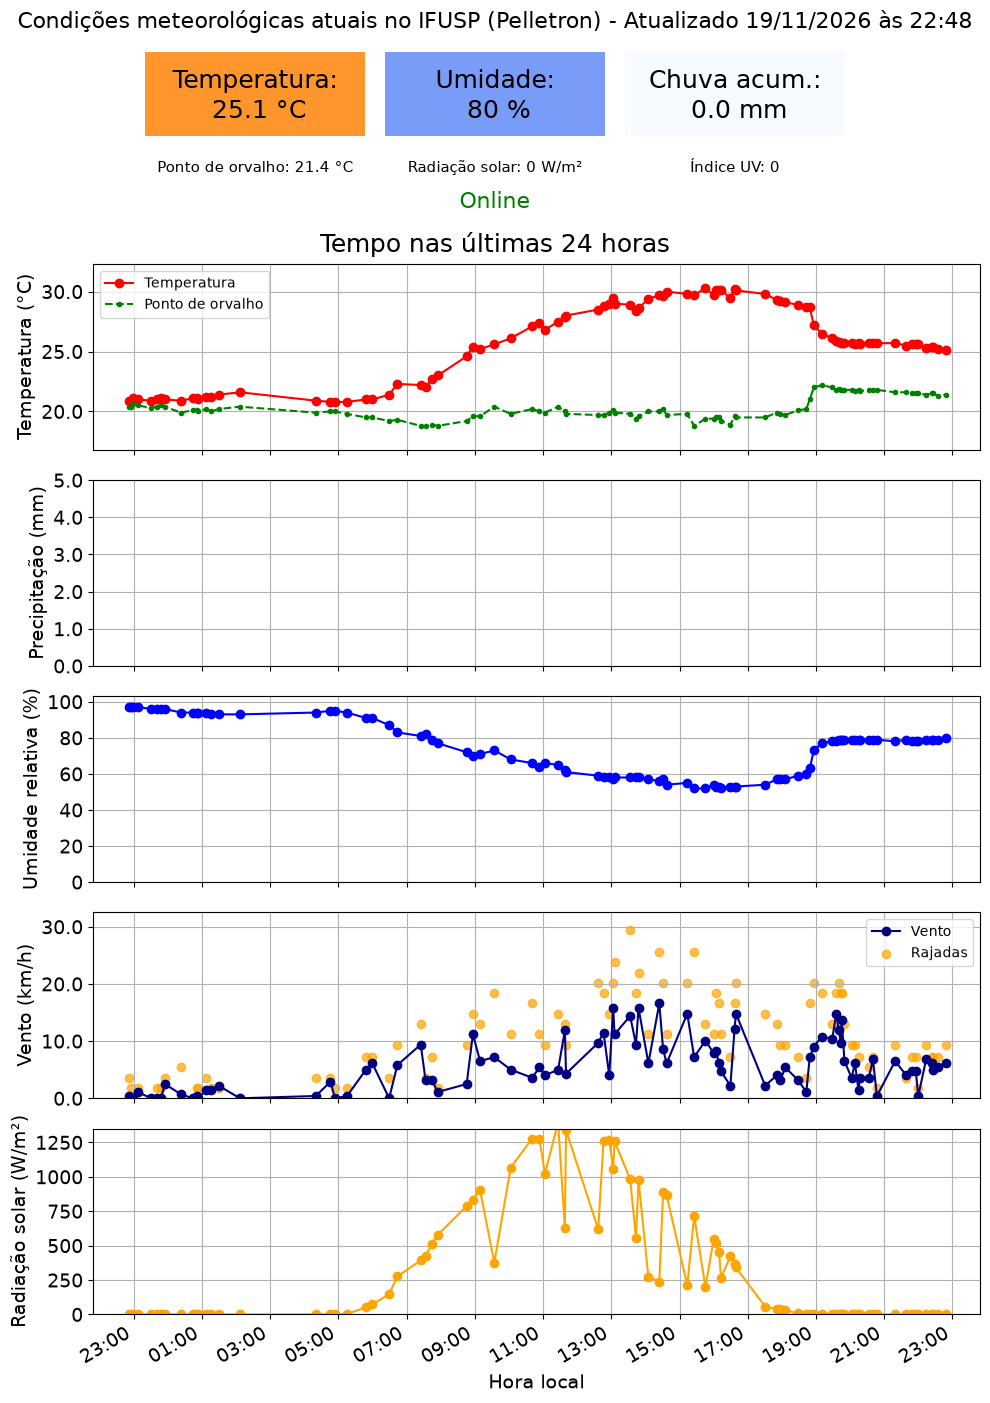 Condições meteorológicas atuais no IFUSP (Pelletron) - Atualizado 19/11/2026 às 22:48
Temperatura:
25.1 °C
Umidade:
80 %
Chuva acum.:
0.0 mm
Ponto de orvalho: 21.4 °C
Radiação solar: 0 W/m²
Índice UV: 0
Online
Tempo nas últimas 24 horas
Temperatura (°C)
30.0
25.0
20.0
Temperatura
Ponto de orvalho
Precipitação (mm)
5.0
4.0
3.0
2.0
1.0
0.0
Umidade relativa (%)
100
80
60
40
20
0
Vento (km/h)
30.0
20.0
10.0
0.0
Vento
Rajadas
Radiação solar (W/m²)
1250
1000
750
500
250
0
23:00 01:00 03:00 05:00 07:00 09:00 11:00 13:00 15:00 17:00 19:00 21:00 23:00
Hora local